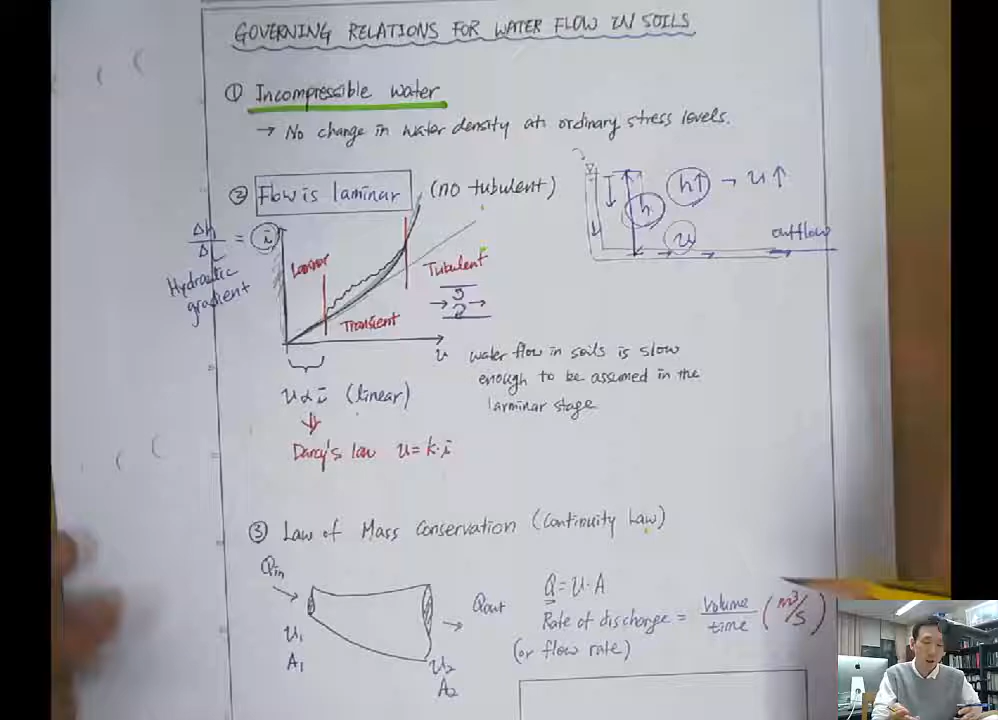 GOVERNING RELATIONS FOR WATER FLOW IN SOILS
① Incompressible water
→ No change in water density at ordinary stress levels.
② Flow is laminar (no tubulent)
h↑ → u↑
h
u
outflow
Δh
ΔL
= i
Hydraulic
gradient
Laminar
Transient
Tubulent
u
water flow in soils is slow
enough to be assumed in the
larminar stage
u ∝ i (linear)
Darcy's law u = k·i
③ Law of Mass Conservation (Continuity Law)
Qin
Qout
u1
A1
u2
A2
Q = u·A
Rate of discharge = volume
time
(m³/s)
(or flow rate)